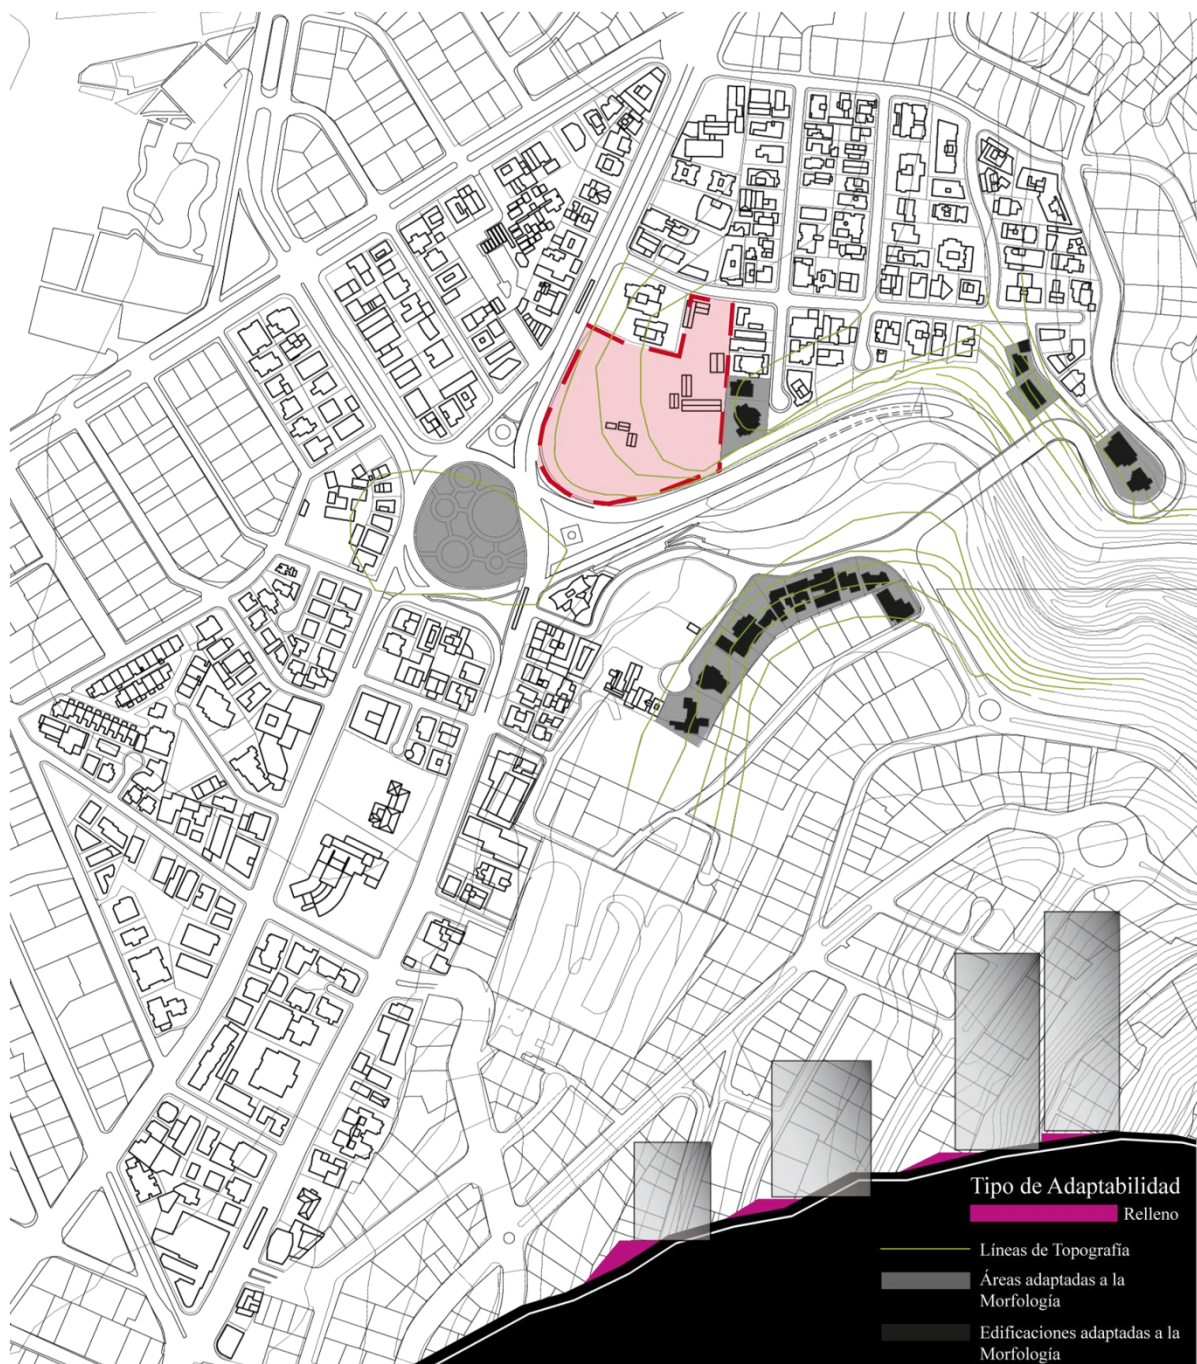 Tipo de Adaptabilidad
Relleno
Líneas de Topografía
Áreas adaptadas a la
Morfología
Edificaciones adaptadas a la
Morfología